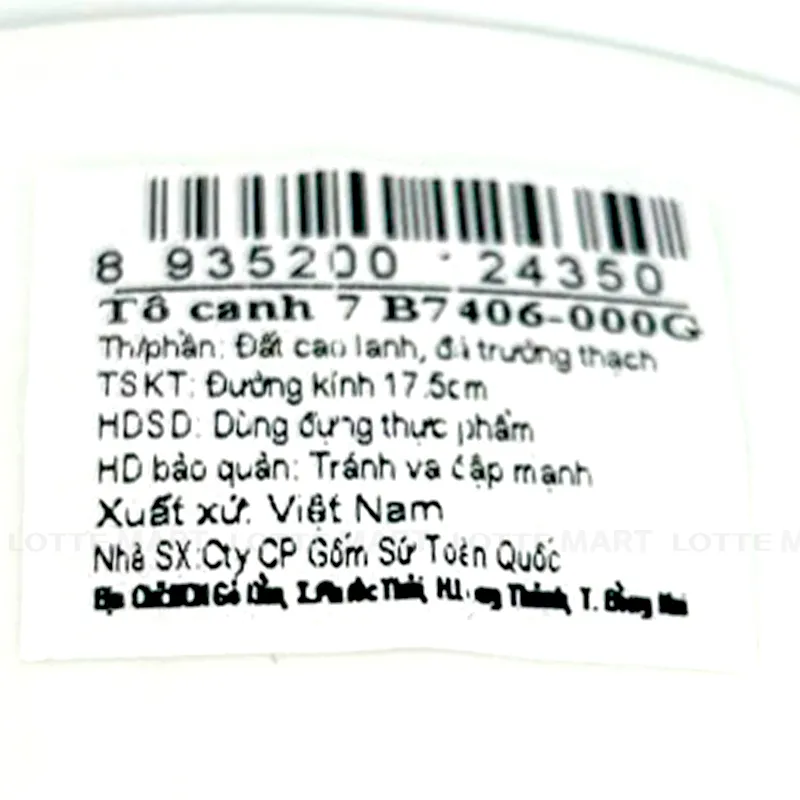 8 935200 24350
Tô canh 7 B7406-000G
Th/phần: Đất cao lanh, đá trường thạch
TSKT: Đường kính 17.5cm
HDSD: Dùng đựng thực phẩm
HD bảo quản: Tránh va đập mạnh
Xuất xứ: Việt Nam
LOTTE MART LOTTE MART LOTTE M
Nhà SX:Cty CP Gốm Sứ Toàn Quốc
T. Đồng Nai